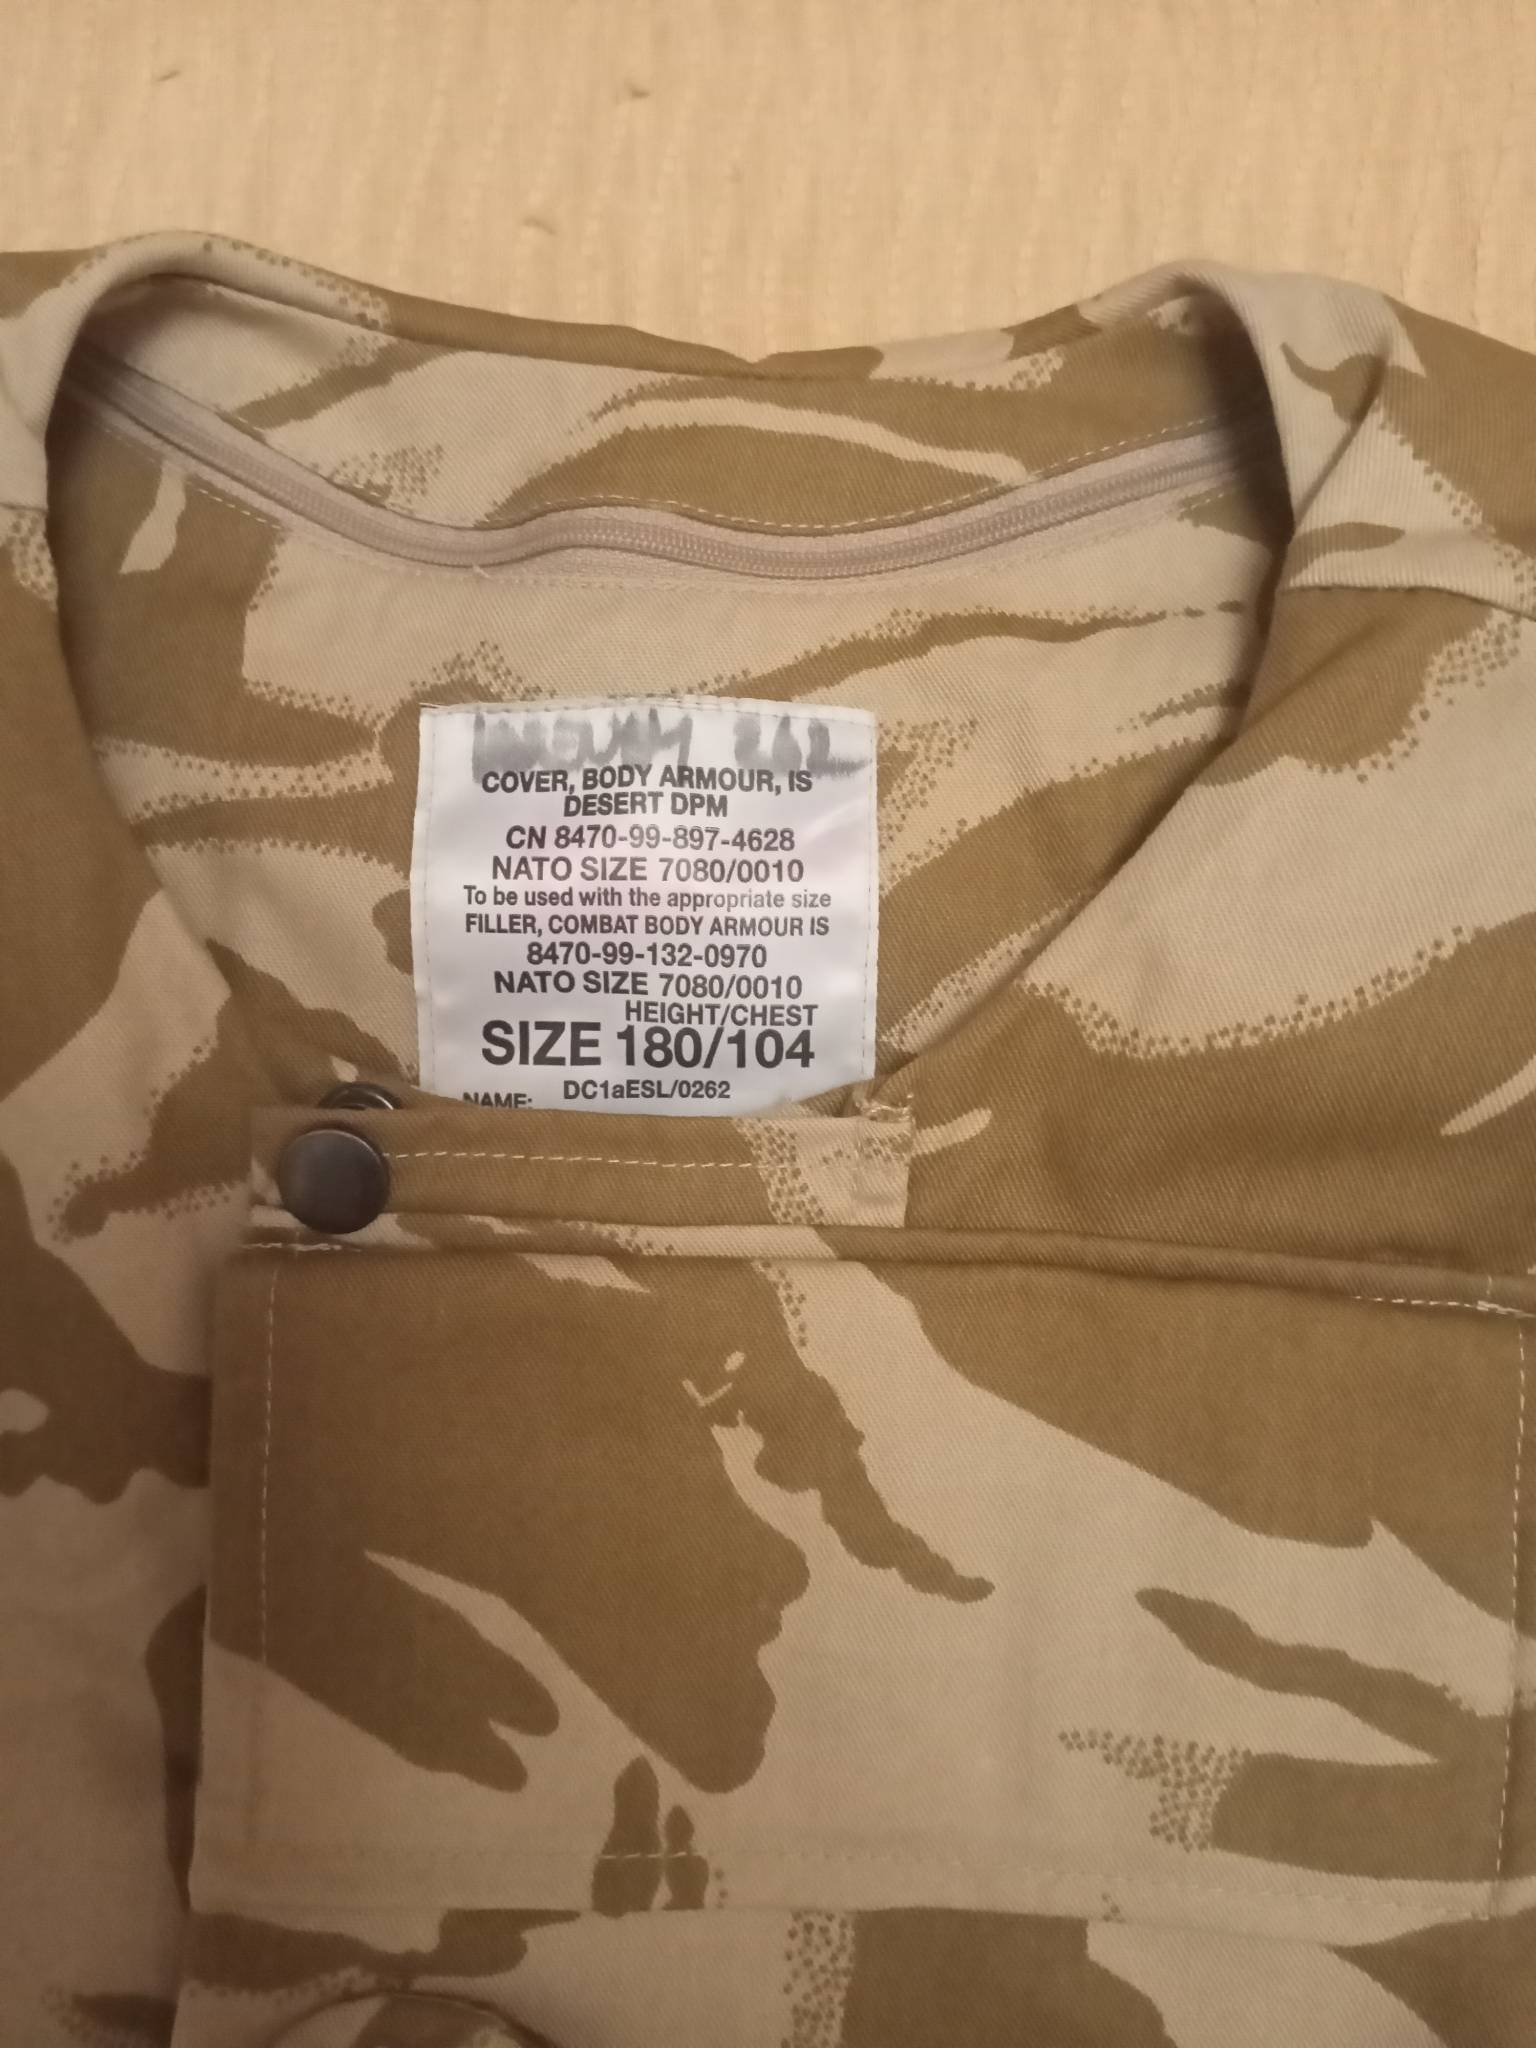 COVER, BODY ARMOUR, IS
DESERT DPM
CN 8470-99-897-4628
NATO SIZE 7080/0010
To be used with the appropriate size
FILLER, COMBAT BODY ARMOUR IS
8470-99-132-0970
NATO SIZE 7080/0010
HEIGHT/CHEST
SIZE 180/104
DC1aESL/0262
NAME: